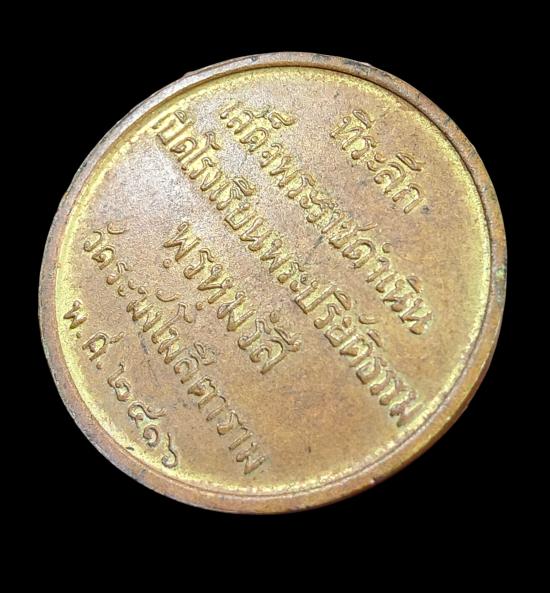 ที่ระลึก
เสด็จพระราชดำเนิน
เปิดโรงเรียนพระปริยัติธรรม
พฺรหฺมรํสี
วัดระฆังโฆสิตาราม
พ.ศ.๒๕๑๖